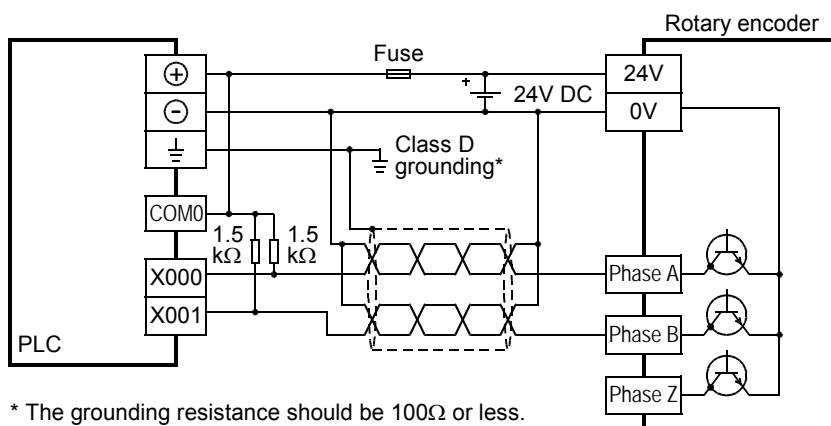 Rotary encoder
Fuse
+
24V DC
24V
0V
Class D
grounding*
COM0
1.5
kΩ
1.5
kΩ
X000
X001
PLC
Phase A
Phase B
Phase Z
* The grounding resistance should be 100Ω or less.